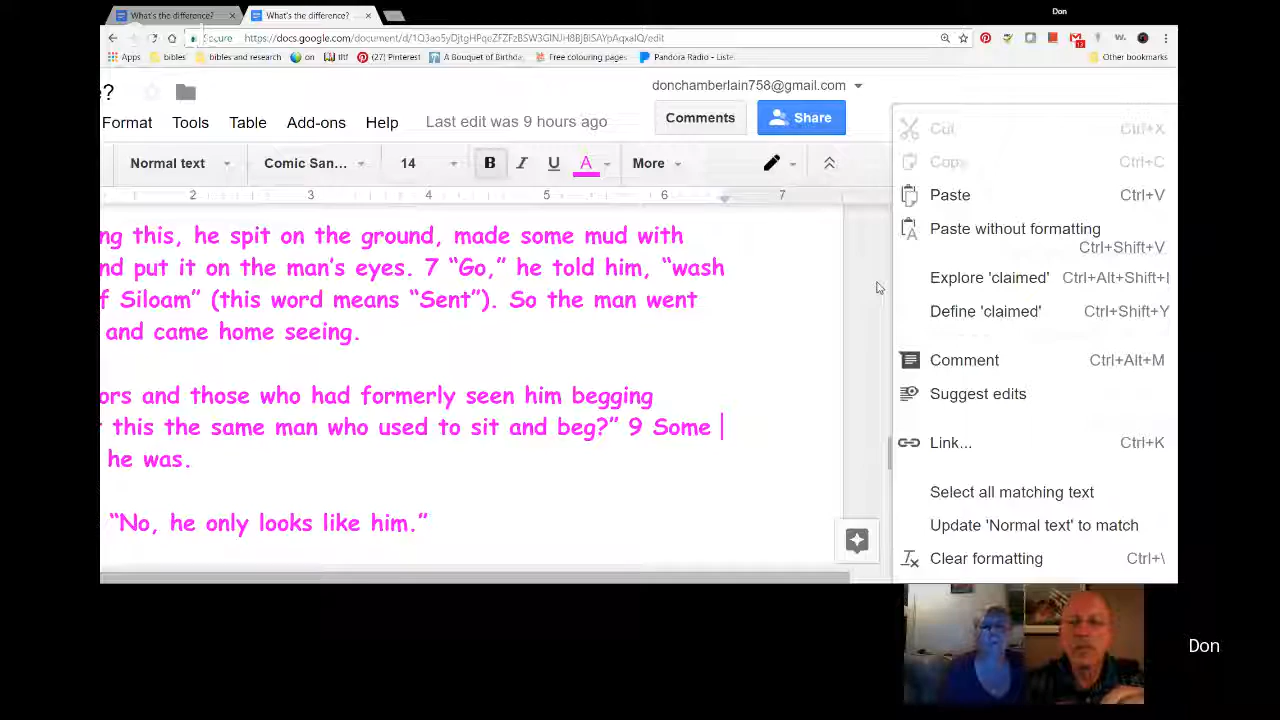 Don
What's the difference?
What's the difference?
https://docs.google.com/document/d/
Apps
bibles
bibles and research
on
tltf
(27) Pinterest
A Bouquet of Birthda
Free colouring pages
Pandora Radio - Liste
Other bookmarks
e?
donchamberlain758@gmail.com
Comments
Share
Format Tools Table Add-ons Help Last edit was 9 hours ago
Normal text Comic San... 14 B I U A More
2 3 4 5 6 7
ng this, he spit on the ground, made some mud with
nd put it on the man's eyes. 7 “Go,” he told him, “wash
f Siloam” (this word means “Sent”). So the man went
and came home seeing.
ors and those who had formerly seen him begging
this the same man who used to sit and beg?” 9 Some
he was.
“No, he only looks like him.”
Cut Ctrl+X
Copy Ctrl+C
Paste Ctrl+V
Paste without formatting
Ctrl+Shift+V
Explore 'claimed' Ctrl+Alt+Shift+I
Define 'claimed' Ctrl+Shift+Y
Comment Ctrl+Alt+M
Suggest edits
Link... Ctrl+K
Select all matching text
Update 'Normal text' to match
Clear formatting Ctrl+\
Don